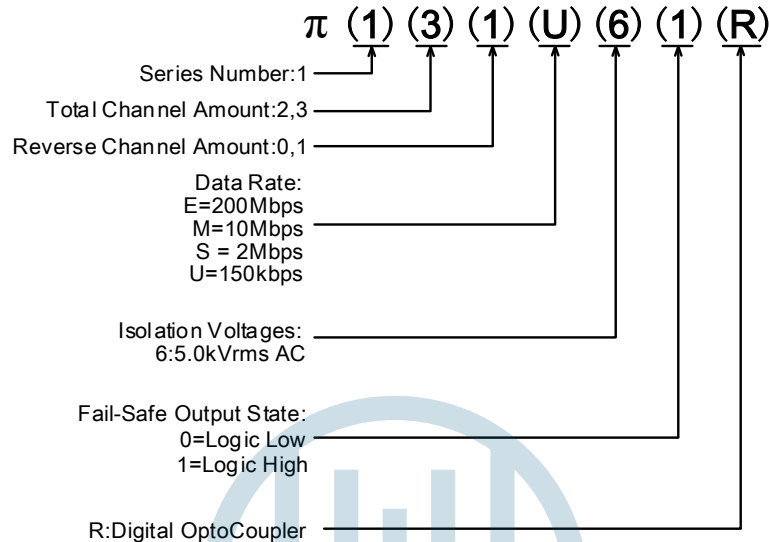 π (1) (3) (1) (U) (6) (1) (R)
Series Number:1
Total Channel Amount:2,3
Reverse Channel Amount:0,1
Data Rate:
E=200Mbps
M=10Mbps
S = 2Mbps
U=150kbps
Isolation Voltages:
6:5.0kVrms AC
Fail-Safe Output State:
0=Logic Low
1=Logic High
R:Digital OptoCoupler